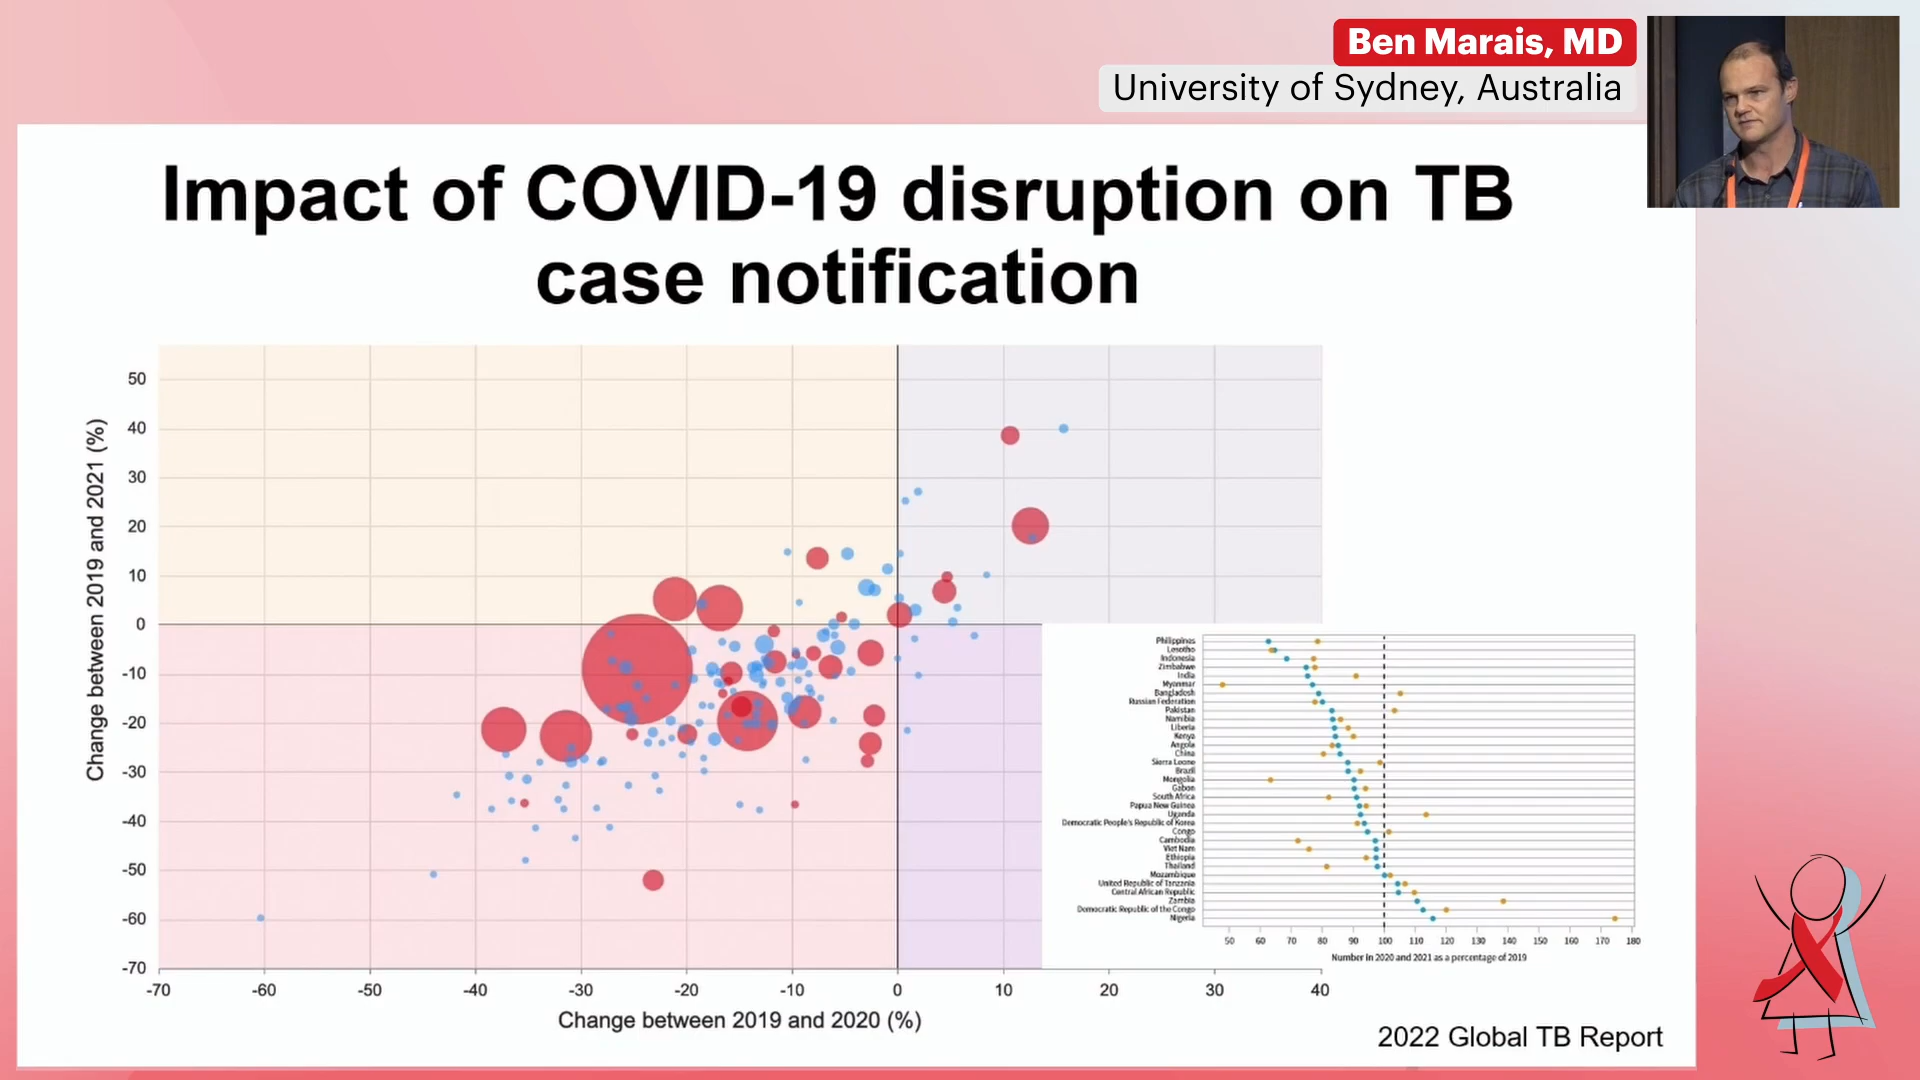 Ben Marais, MD
University of Sydney, Australia
Impact of COVID-19 disruption on TB
case notification
Change between 2019 and 2021 (%)
50
40
30
20
10
0
-10
-20
-30
-40
-50
-60
-70
-70
-60
-50
-40
-30
-20
-10
0
10
20
30
40
Change between 2019 and 2020 (%)
Philippines
Lesotho
Indonesia
Zimbabwe
India
Myanmar
Bangladesh
Russian Federation
Pakistan
Namibia
Liberia
Kenya
Angola
China
Sierra Leone
Brazil
Mongolia
Gabon
South Africa
Papua New Guinea
Uganda
Democratic People's Republic of Korea
Congo
Cambodia
Viet Nam
Ethiopia
Thailand
Mozambique
United Republic of Tanzania
Central African Republic
Zambia
Democratic Republic of the Congo
Nigeria
50
60
70
80
90
100
110
120
130
140
150
160
170
180
Number in 2020 and 2021 as a percentage of 2019
2022 Global TB Report